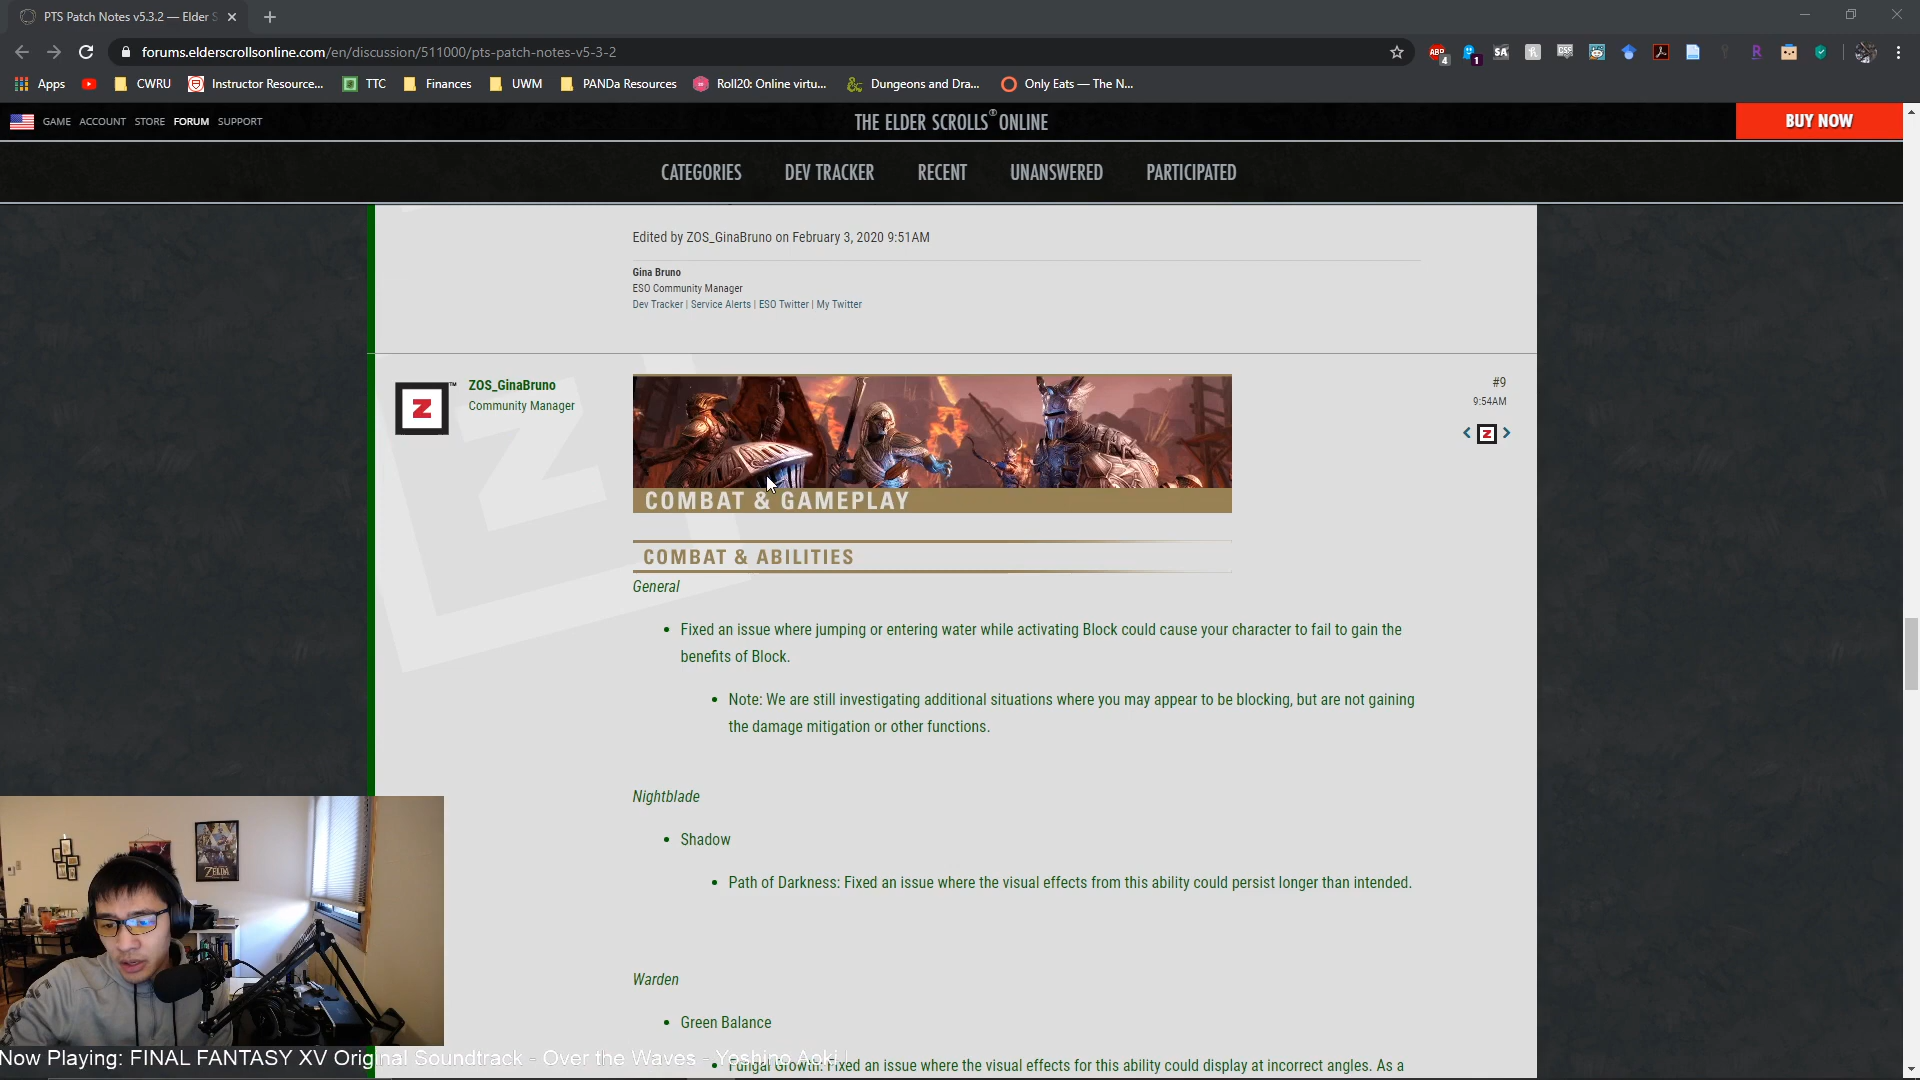 PTS Patch Notes v5.3.2 — Elder S
forums.elderscrollsonline.com/en/discussion/511000/pts-patch-notes-v5-3-2
ABP
4
1
SA
CSP
R
Apps
CWRU
Instructor Resource...
TTC
Finances
UWM
PANDa Resources
Roll20: Online virtu...
Dungeons and Dra...
Only Eats — The N...
GAME ACCOUNT STORE FORUM SUPPORT
THE ELDER SCROLLS® ONLINE
BUY NOW
CATEGORIES DEV TRACKER RECENT UNANSWERED PARTICIPATED
Edited by ZOS_GinaBruno on February 3, 2020 9:51AM
Gina Bruno
ESO Community Manager
Dev Tracker | Service Alerts | ESO Twitter | My Twitter
Z
™
ZOS_GinaBruno
Community Manager
#9
9:54AM
< Z >
COMBAT & GAMEPLAY
COMBAT & ABILITIES
General
• Fixed an issue where jumping or entering water while activating Block could cause your character to fail to gain the
benefits of Block.
• Note: We are still investigating additional situations where you may appear to be blocking, but are not gaining
the damage mitigation or other functions.
Nightblade
• Shadow
• Path of Darkness: Fixed an issue where the visual effects from this ability could persist longer than intended.
Warden
• Green Balance
• Fungal Growth: Fixed an issue where the visual effects for this ability could display at incorrect angles. As a
ZELDA
Now Playing: FINAL FANTASY XV Original Soundtrack - Over the Waves - Yoshino Aoki |